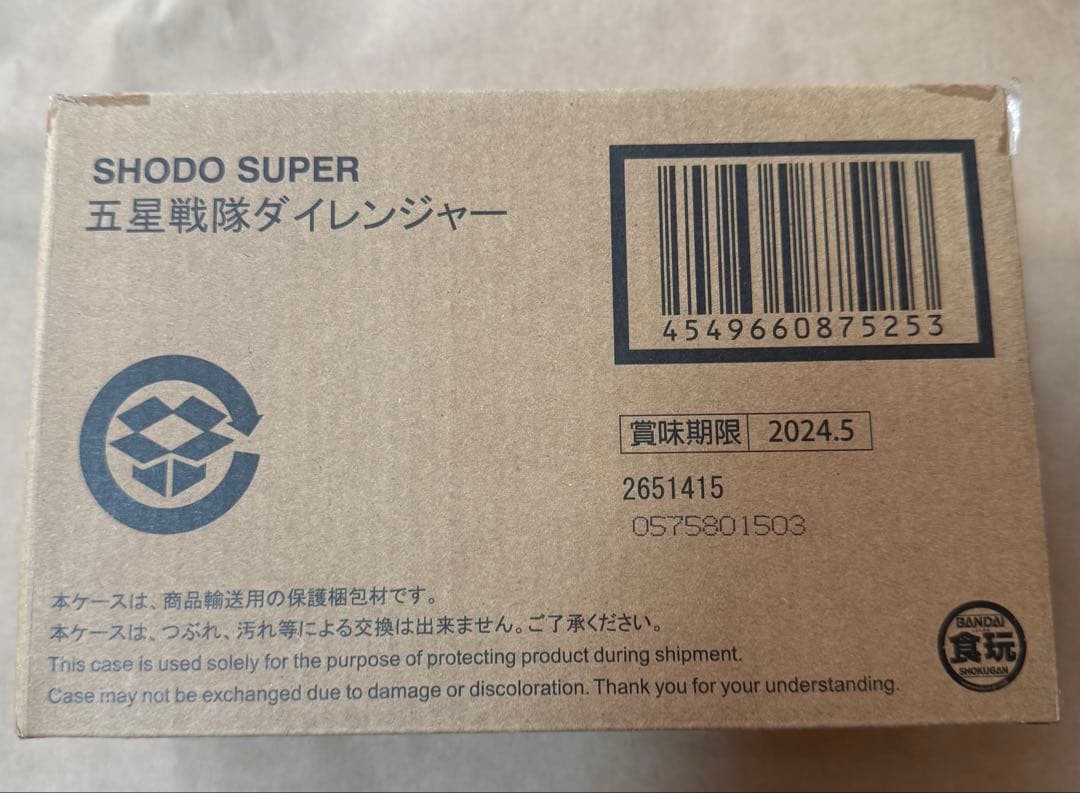 SHODO SUPER
五星戦隊ダイレンジャー
4549660875253
賞味期限 2024.5
2651415
0575801503
本ケースは、商品輸送用の保護梱包材です。
本ケースは、つぶれ、汚れ等による交換は出来ません。ご了承ください。
This case is used solely for the purpose of protecting product during shipment.
Case may not be exchanged due to damage or discoloration. Thank you for your understanding.
BANDAI
食玩
SHOKUGAN